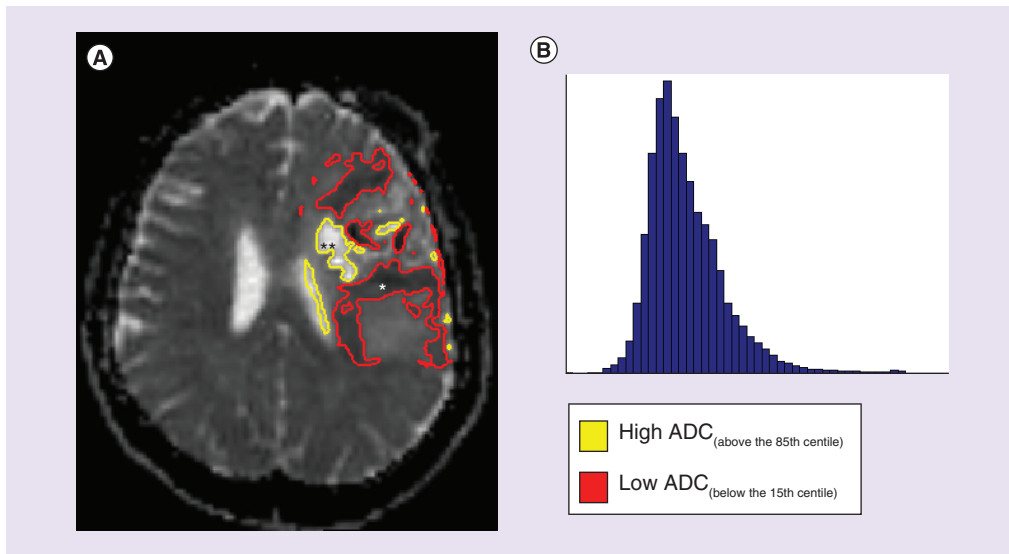 A
**
*
B
High ADC (above the 85th centile)
Low ADC (below the 15th centile)